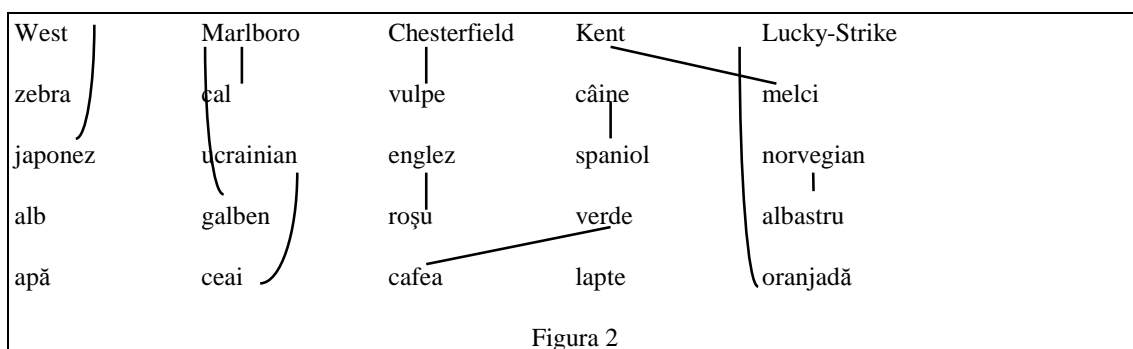 West Marlboro Chesterfield Kent Lucky-Strike
zebra cal vulpe câine melci
japonez ucrainian englez spaniol norvegian
alb galben roşu verde albastru
apă ceai cafea lapte oranjadă
Figura 2